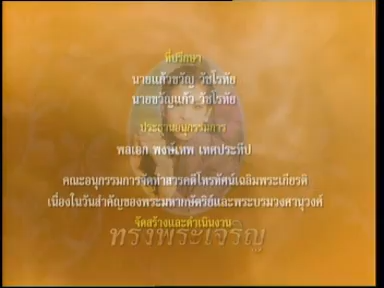 ที่ปรึกษา
นายแก้วขวัญ วัชโรทัย
นายขวัญแก้ว วัชโรทัย
ประธานอนุกรรมการ
พลเอก พงษ์เทพ เทศประทีป
คณะอนุกรรมการจัดทำสารคดีโทรทัศน์เฉลิมพระเกียรติ
เนื่องในวันสำคัญของพระมหากษัตริย์และพระบรมวงศานุวงศ์
จัดสร้างและดำเนินงาน
ทรงพระเจริญ